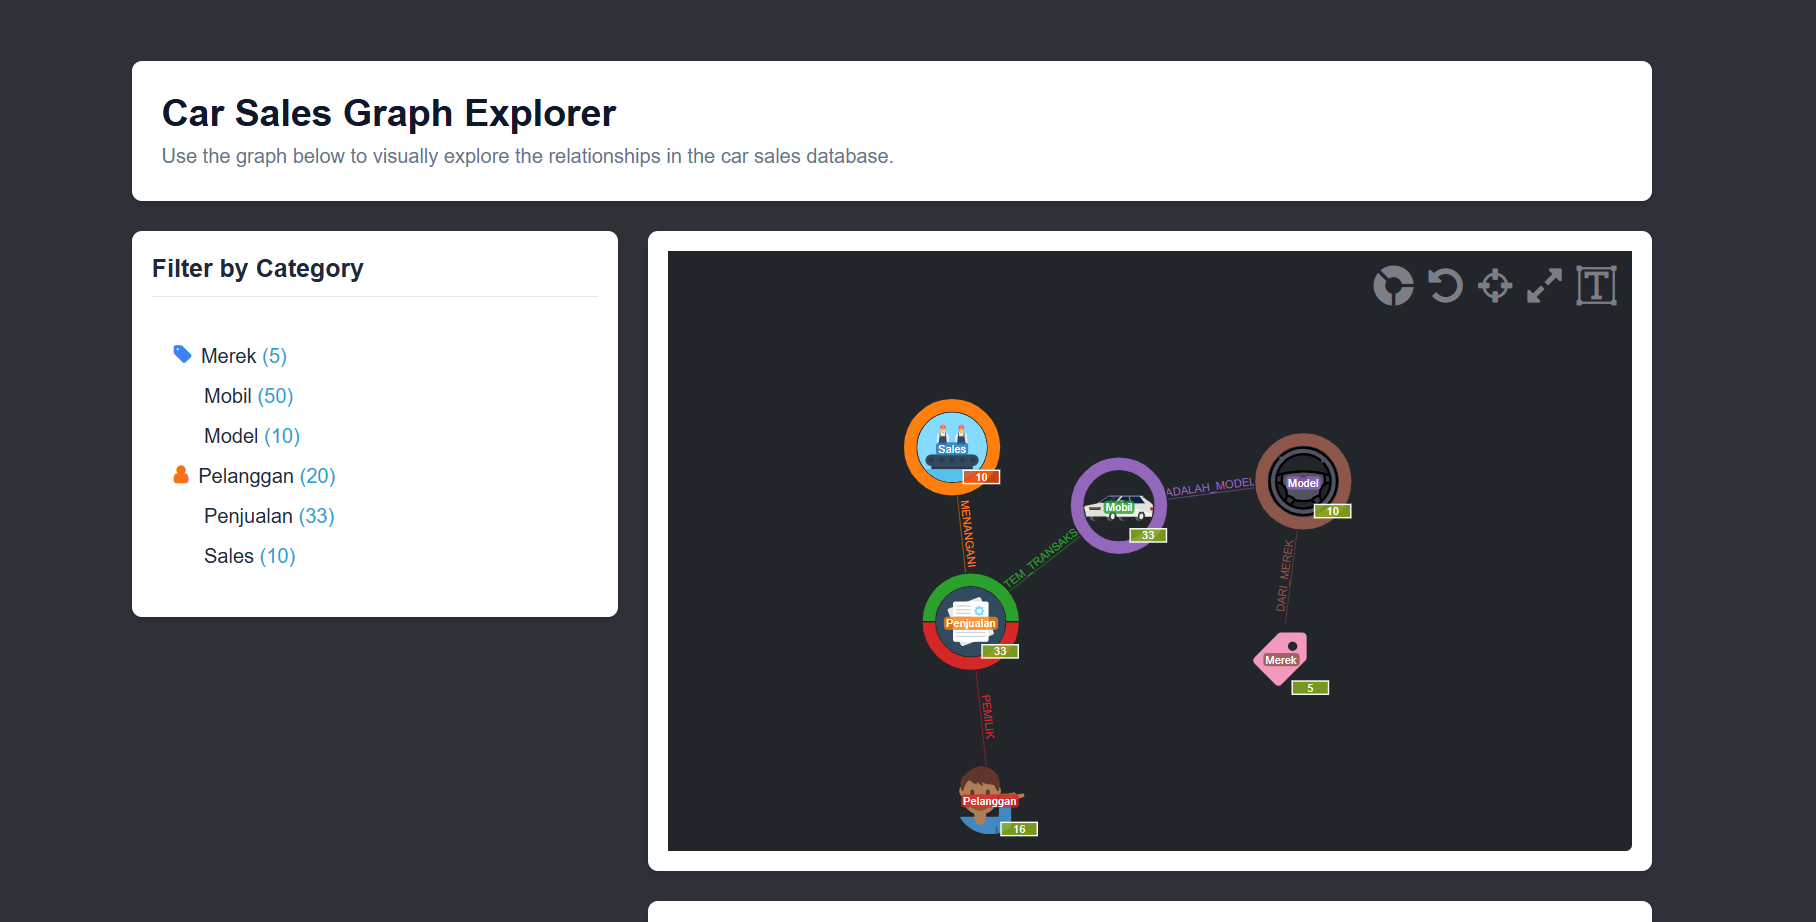 Car Sales Graph Explorer
Use the graph below to visually explore the relationships in the car sales database.
Filter by Category
Merek (5)
Mobil (50)
Model (10)
Pelanggan (20)
Penjualan (33)
Sales (10)
T
Sales
10
MENANGANI
Mobil
33
ADALAH_MODEL
Model
10
TEM_TRANSAKS
DARI_MEREK
Penjualan
33
Merek
5
PEMILIK
Pelanggan
16